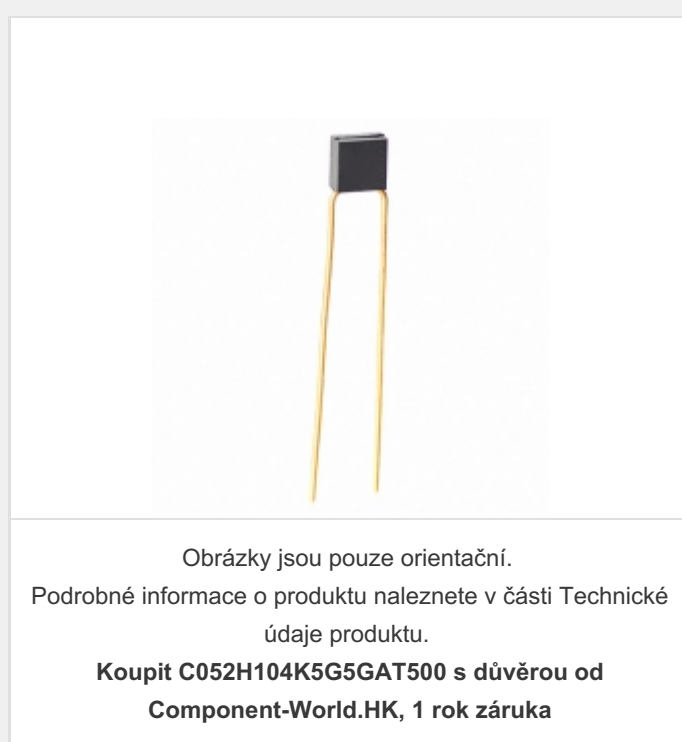 Obrázky jsou pouze orientační.
Podrobné informace o produktu naleznete v části Technické
údaje produktu.
Koupit C052H104K5G5GAT500 s důvěrou od
Component-World.HK, 1 rok záruka